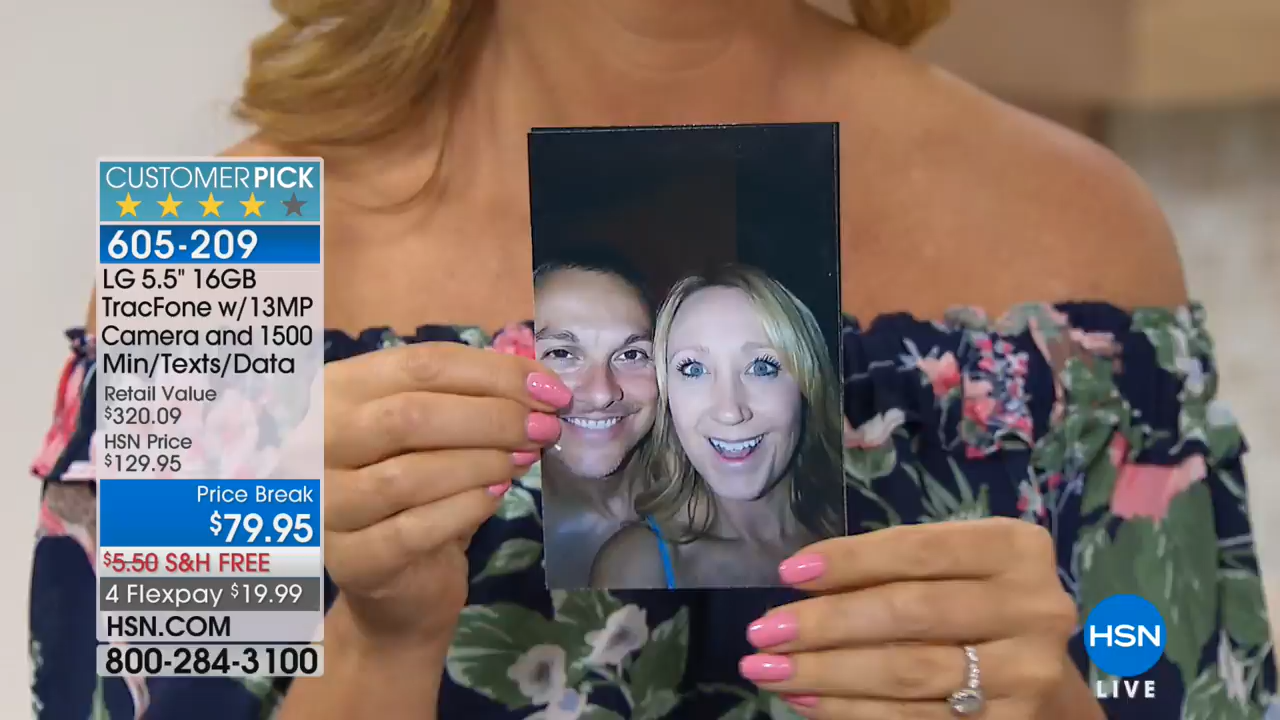 CUSTOMERPICK
605-209
LG 5.5" 16GB
TracFone w/13MP
Camera and 1500
Min/Texts/Data
Retail Value
$320.09
HSN Price
$129.95
Price Break
$79.95
$5.50 S&H FREE
4 Flexpay $19.99
HSN.COM
800-284-3100
HSN
LIVE